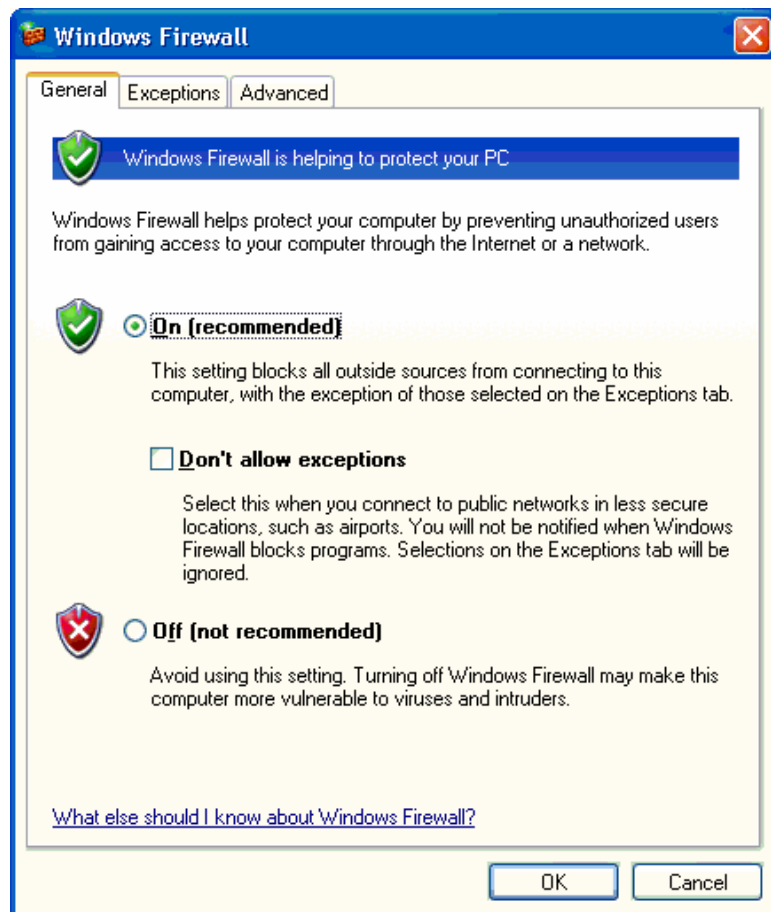 Windows Firewall
General
Exceptions
Advanced
Windows Firewall is helping to protect your PC
Windows Firewall helps protect your computer by preventing unauthorized users
from gaining access to your computer through the Internet or a network.
On (recommended)
This setting blocks all outside sources from connecting to this
computer, with the exception of those selected on the Exceptions tab.
Don't allow exceptions
Select this when you connect to public networks in less secure
locations, such as airports. You will not be notified when Windows
Firewall blocks programs. Selections on the Exceptions tab will be
ignored.
Off (not recommended)
Avoid using this setting. Turning off Windows Firewall may make this
computer more vulnerable to viruses and intruders.
What else should I know about Windows Firewall?
OK
Cancel